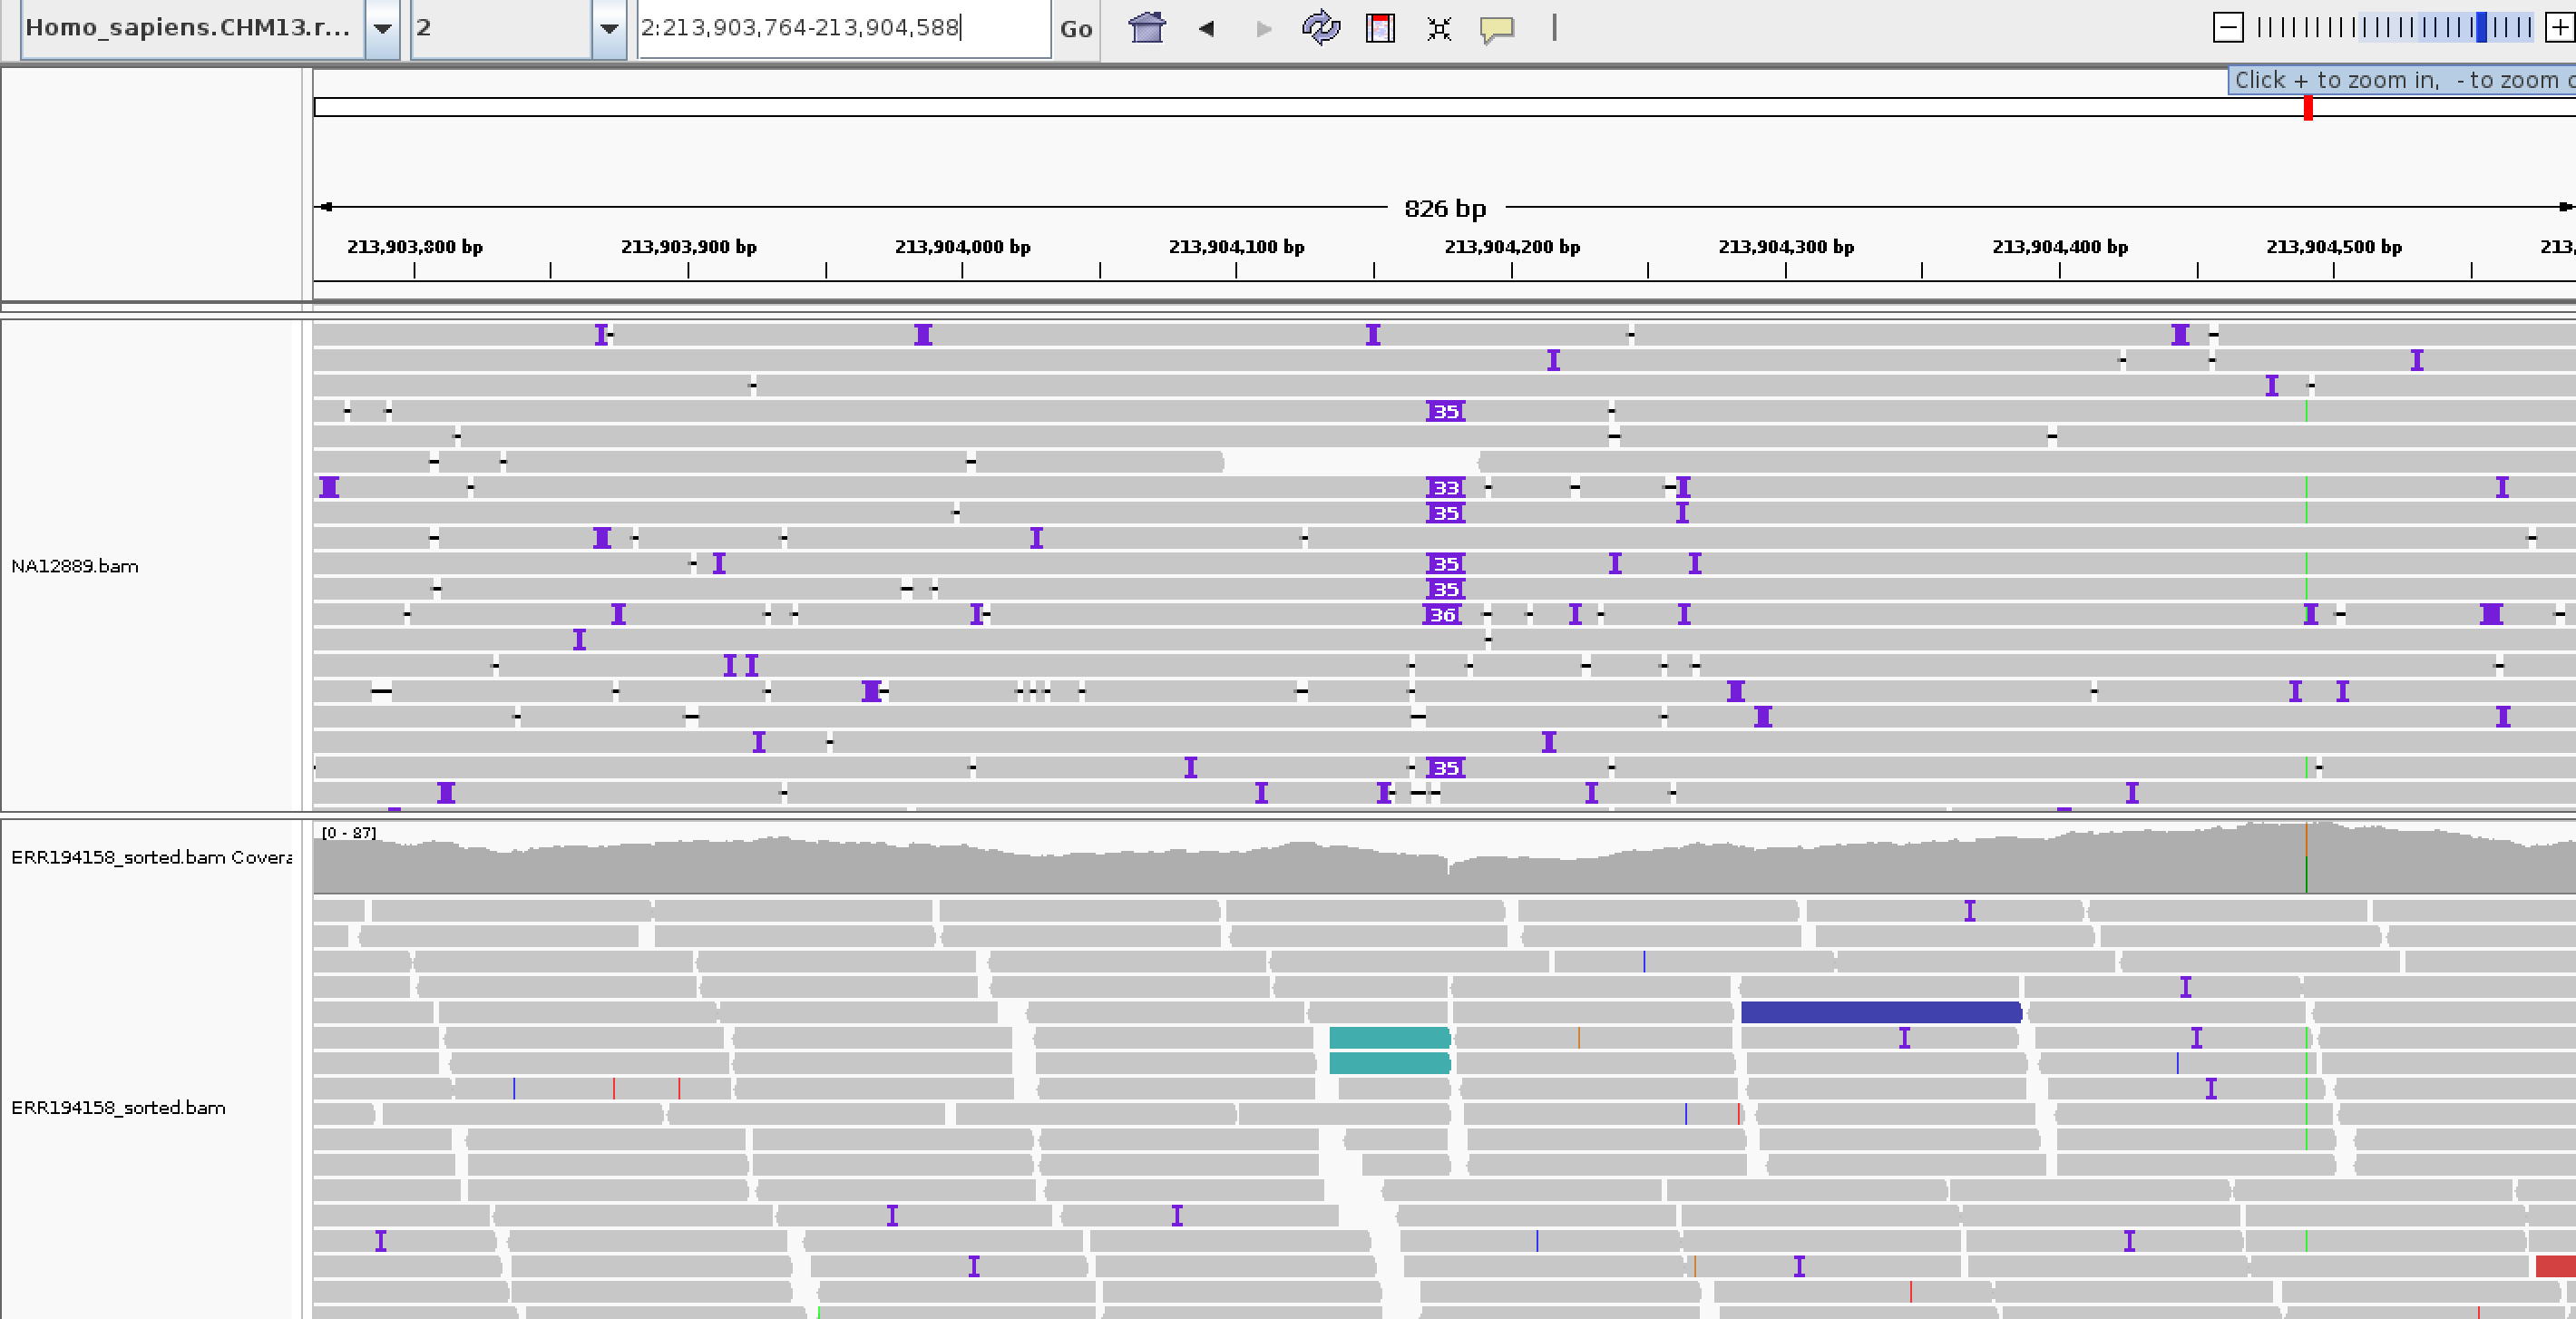 Homo_sapiens.CHM13.r... 2 2:213,903,764-213,904,588 Go
Click + to zoom in, - to zoom o
826 bp
213,903,800 bp 213,903,900 bp 213,904,000 bp 213,904,100 bp 213,904,200 bp 213,904,300 bp 213,904,400 bp 213,904,500 bp 213,
35
33
35
NA12889.bam
35
35
36
35
[0 - 87]
ERR194158_sorted.bam Covera
ERR194158_sorted.bam